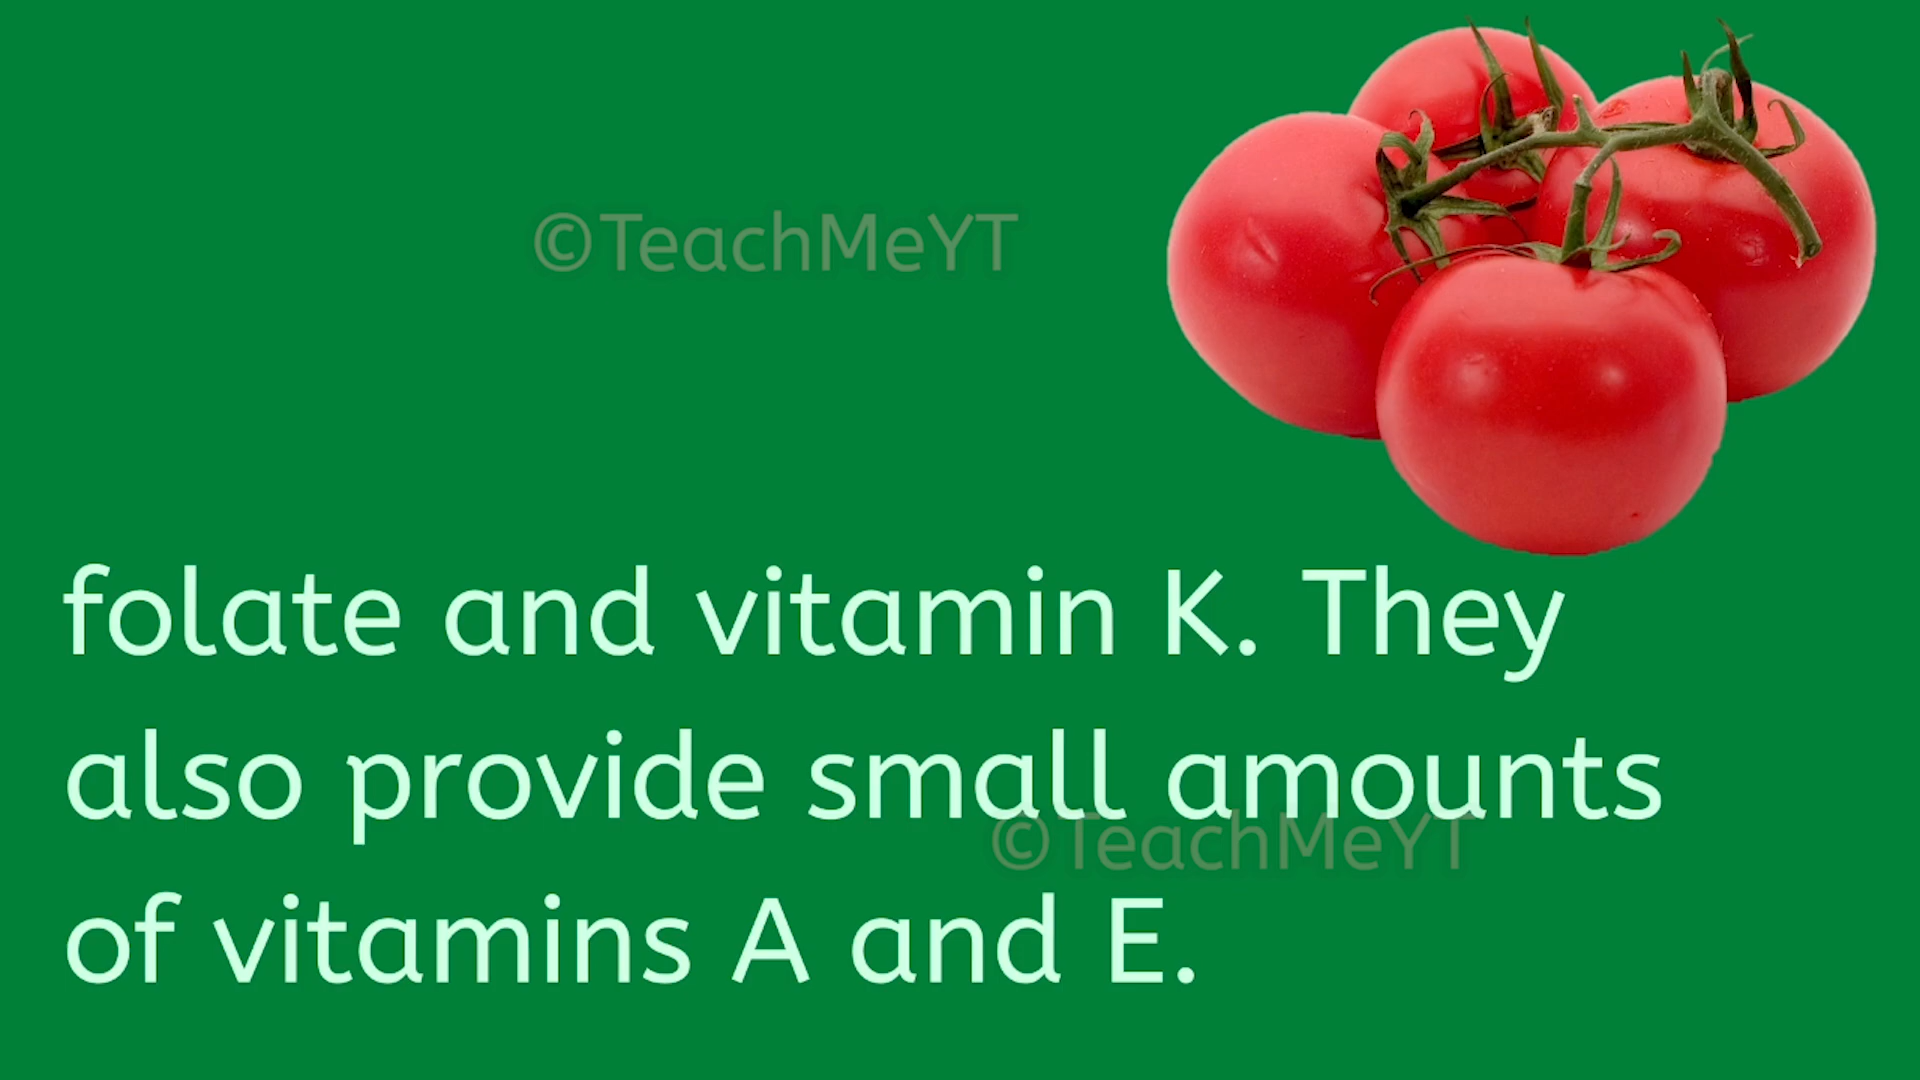 ©TeachMeYT
folate and vitamin K. They
also provide small amounts
©TeachMeYT
of vitamins A and E.